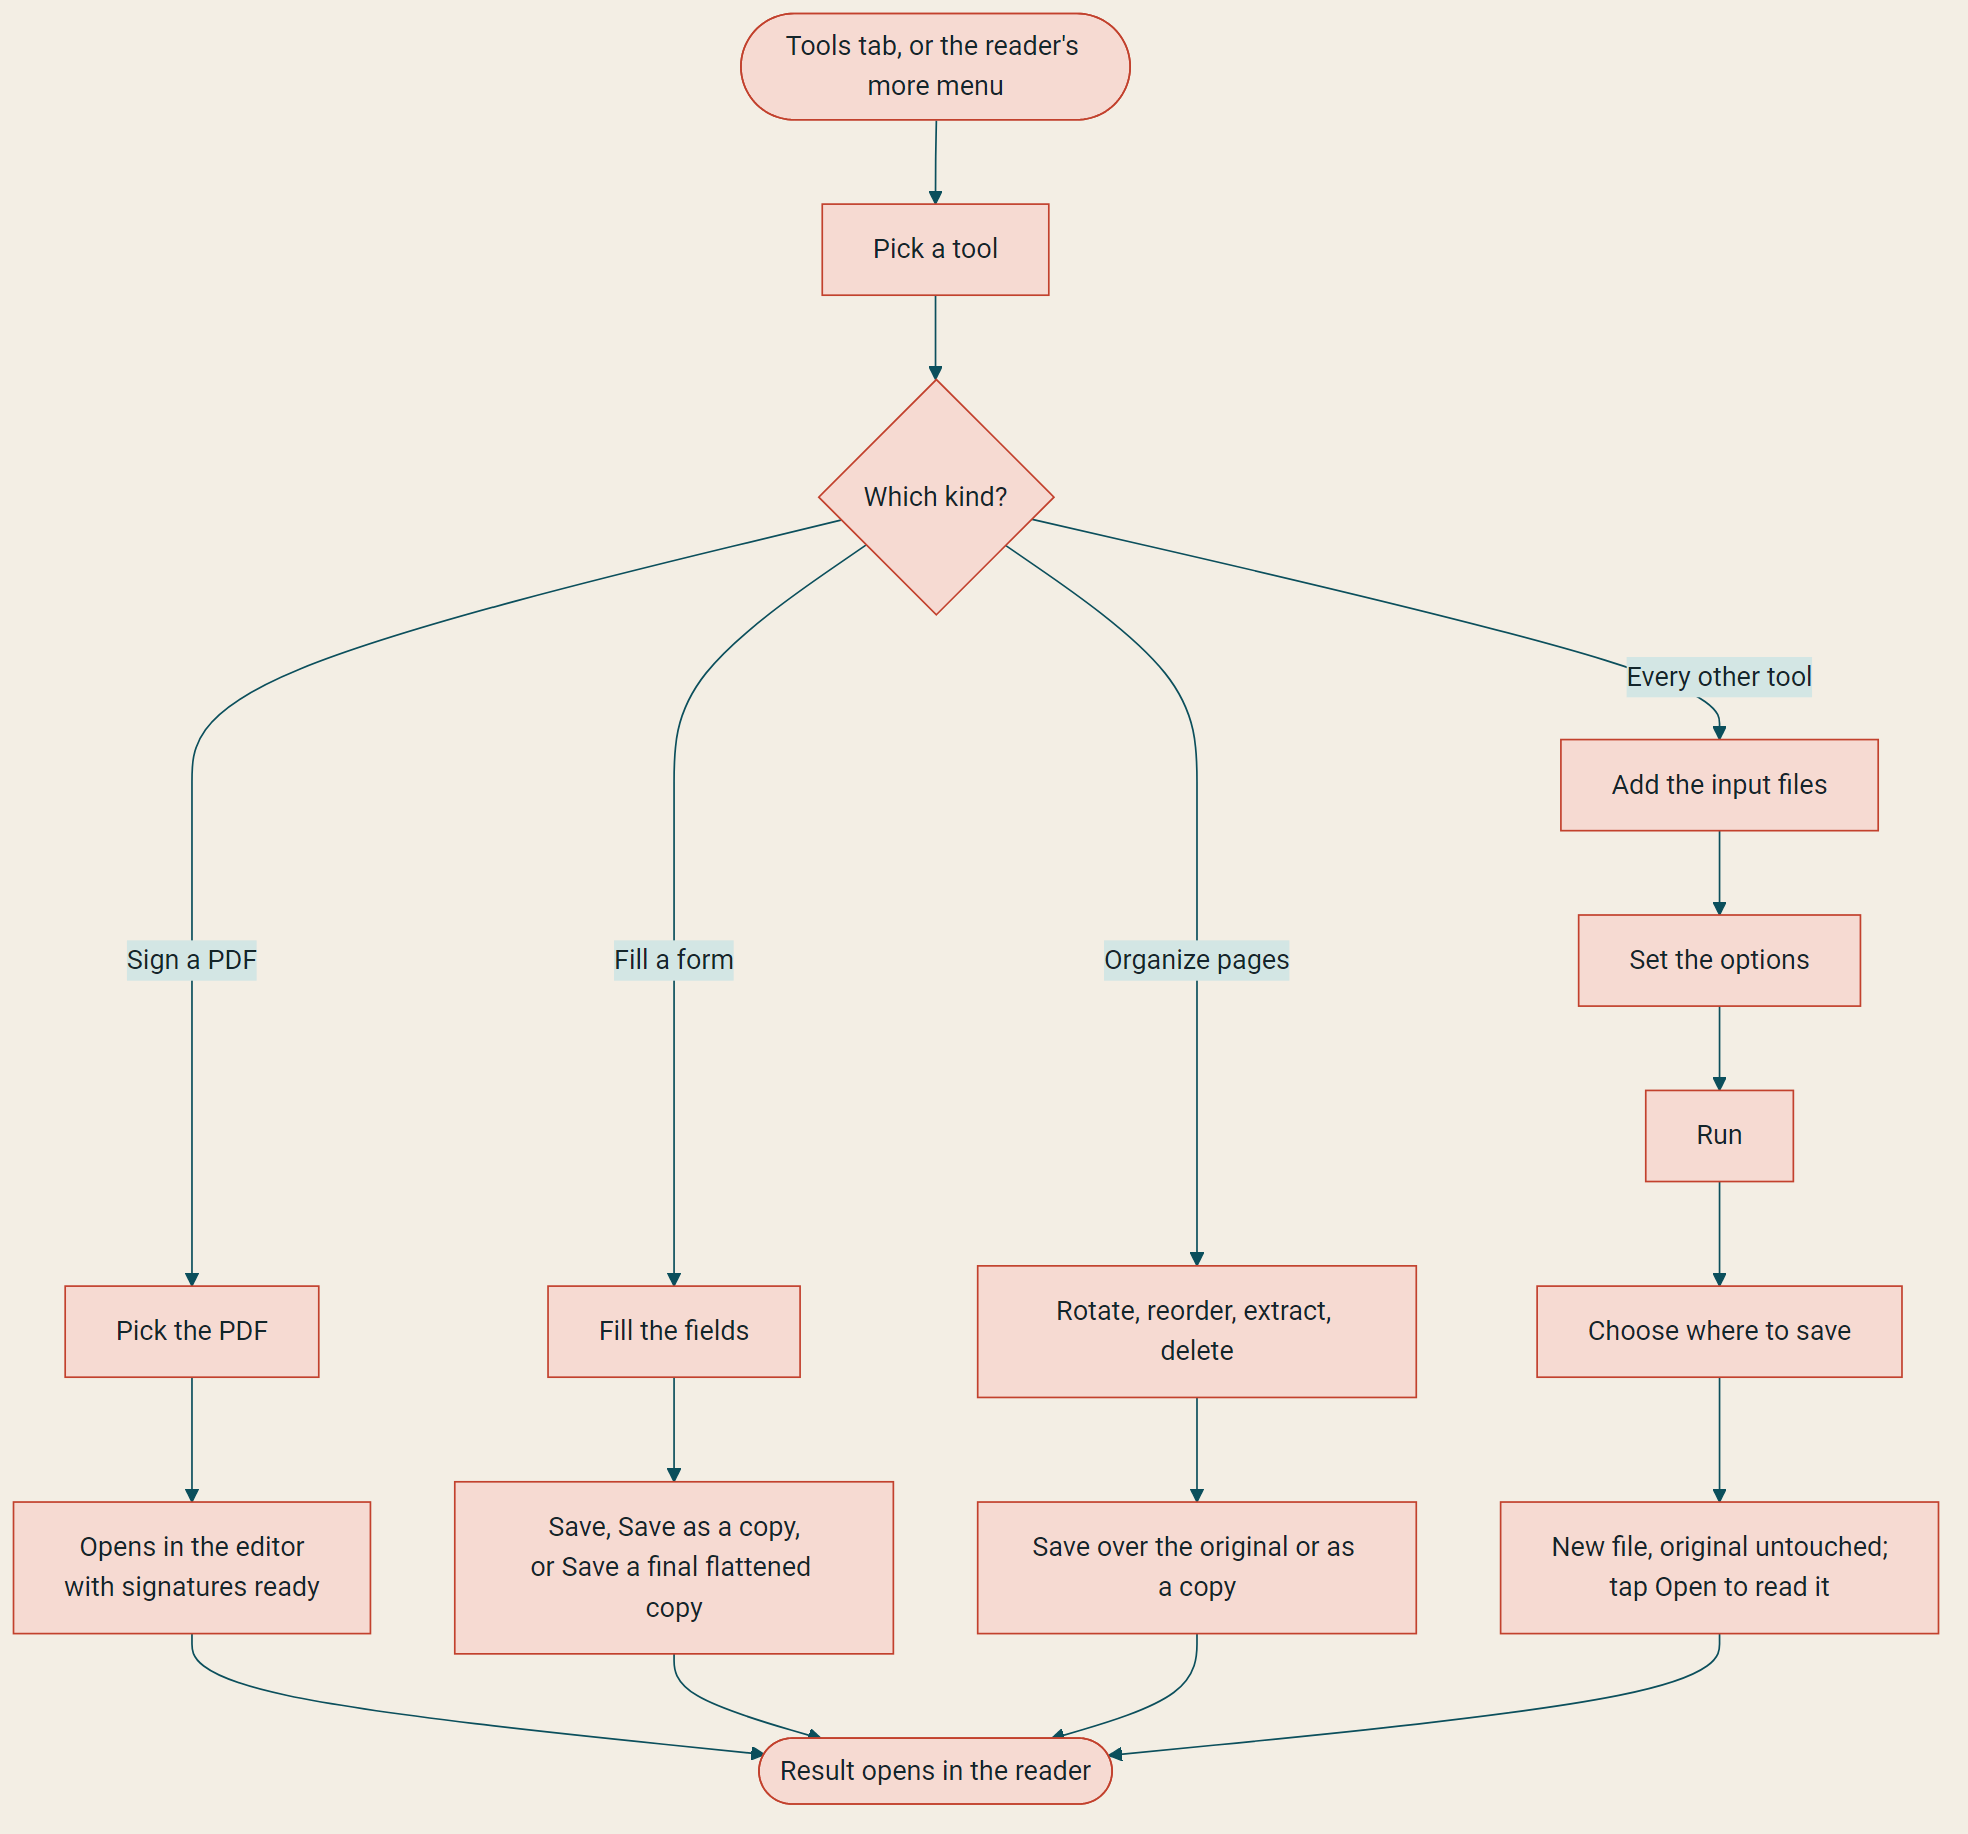 Tools tab, or the reader's
more menu
Pick a tool
Which kind?
Every other tool
Add the input files
Sign a PDF
Fill a form
Organize pages
Set the options
Run
Pick the PDF
Fill the fields
Rotate, reorder, extract,
delete
Choose where to save
Opens in the editor
with signatures ready
Save, Save as a copy,
or Save a final flattened
copy
Save over the original or as
a copy
New file, original untouched;
tap Open to read it
Result opens in the reader